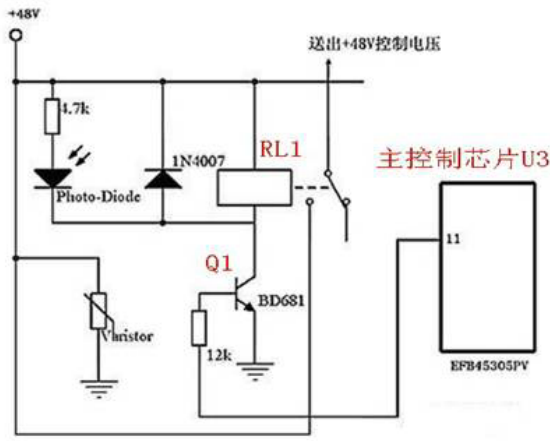 +48V
送出+48V控制电压
4.7k
1N4007
RL1
主控制芯片U3
Photo-Diode
11
Q1
BD681
Varistor
12k
EFB45305PV